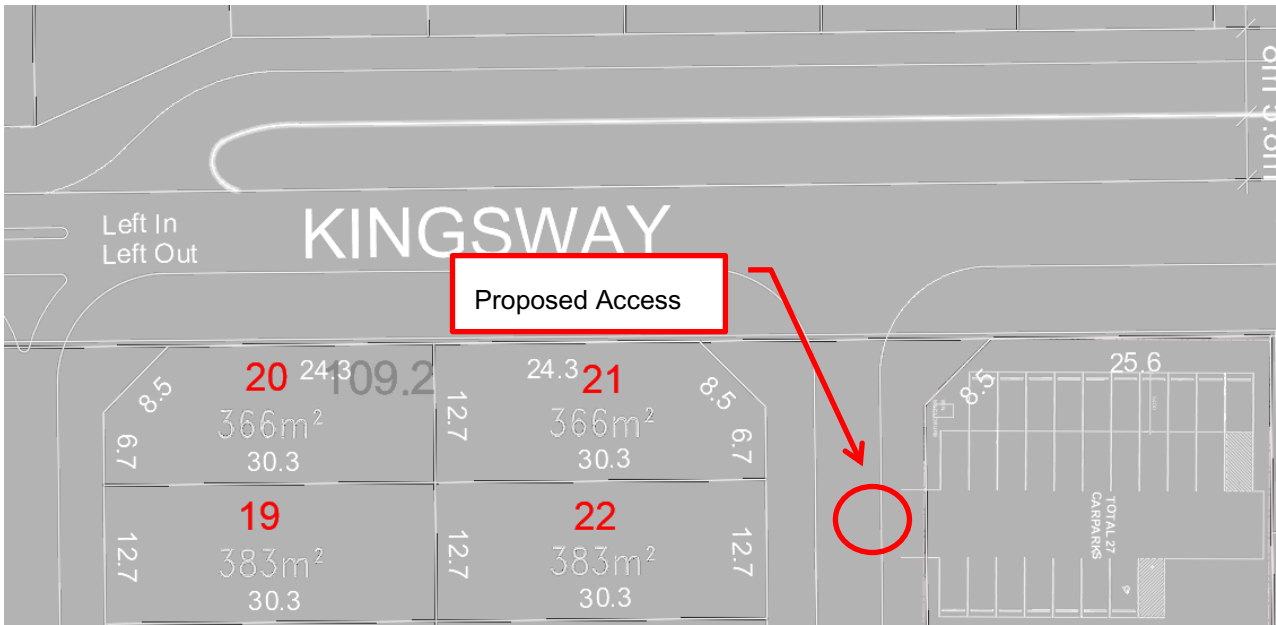 Left In
Left Out
KINGSWAY
Proposed Access
8.5
20
24.3
109.2
366m²
6.7
30.3
12.7
24.3
21
8.5
366m²
6.7
30.3
8.5
25.6
19
12.7
383m²
30.3
12.7
22
383m²
12.7
30.3
TOTAL 27
CARPARKS